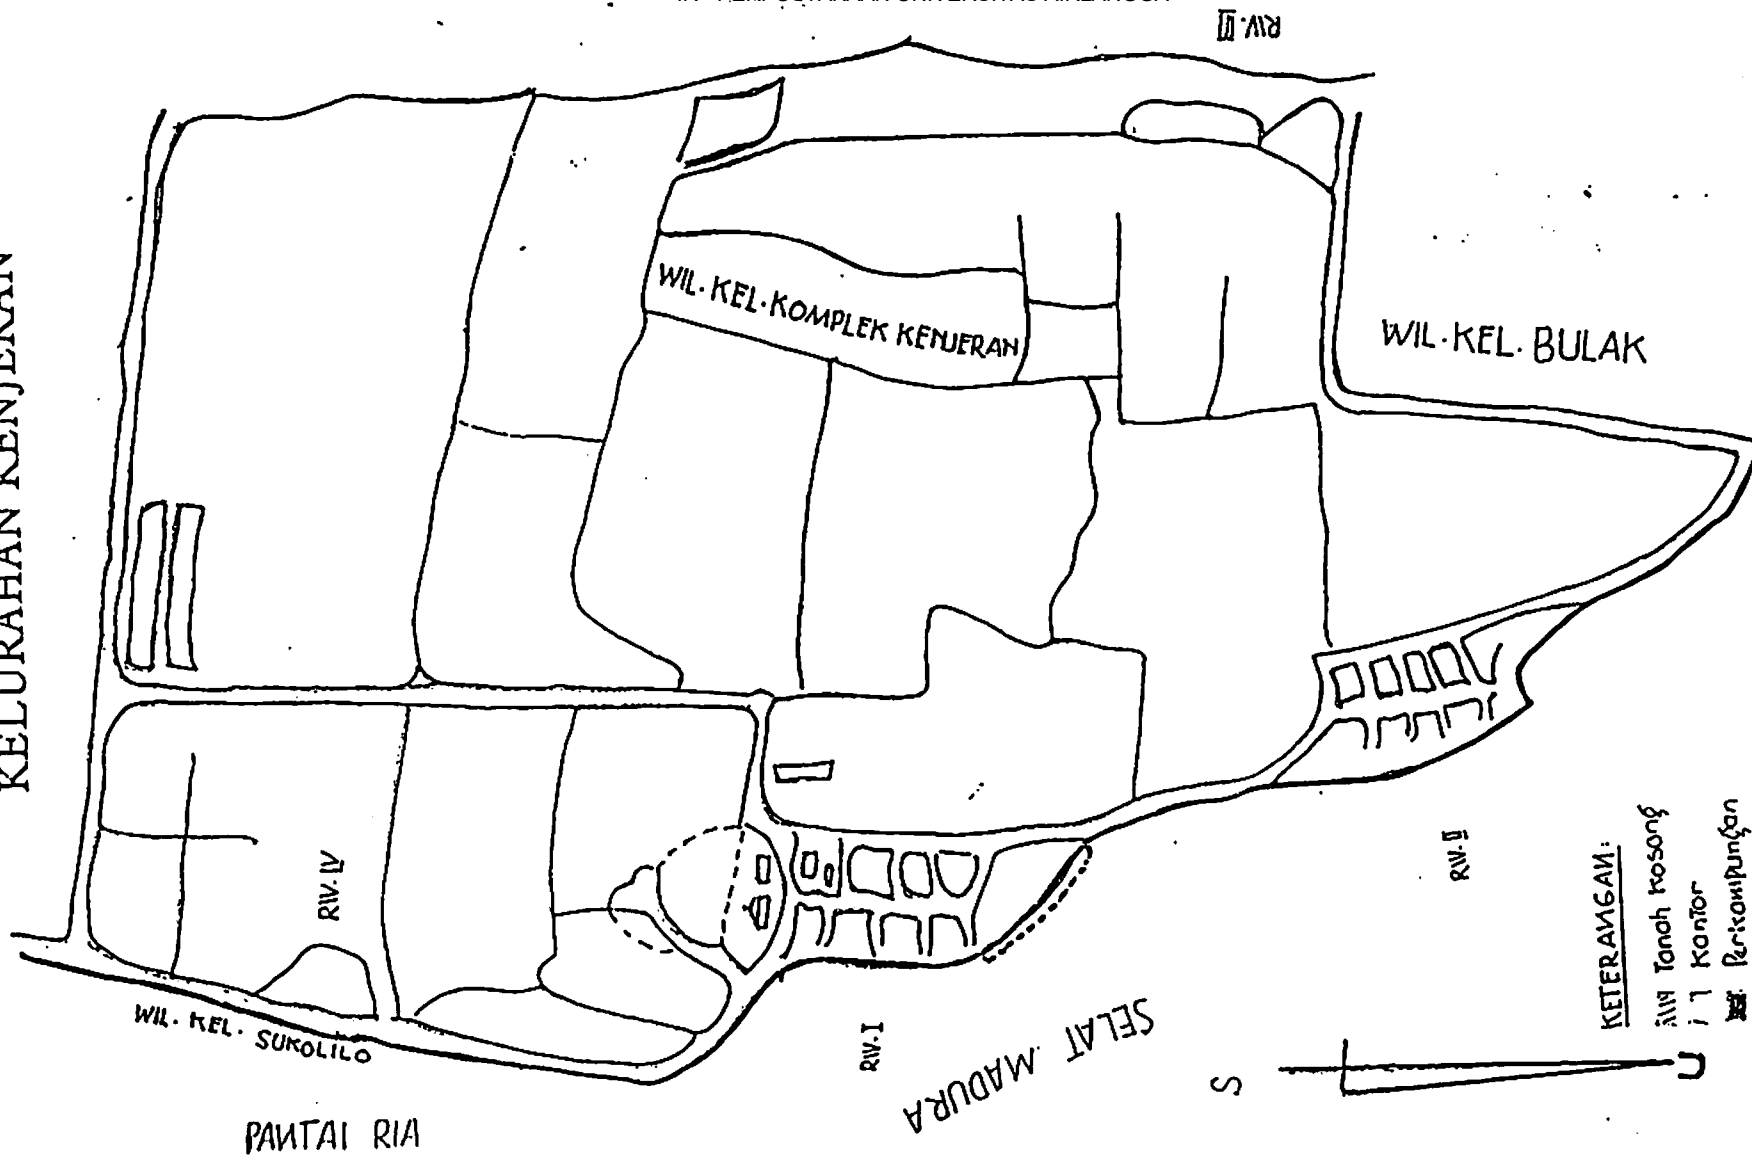 RW. III
KELURAHAN KENJERAN
WIL. KEL. KOMPLEK KENJERAN
WIL. KEL. BULAK
RW. IV
WIL. KEL. SUKOLILO
PANTAI RIA
RW. I
SELAT MADURA
RW. II
S
U
KETERANGAN:
Tanah Kosong
Kantor
Perkampungan